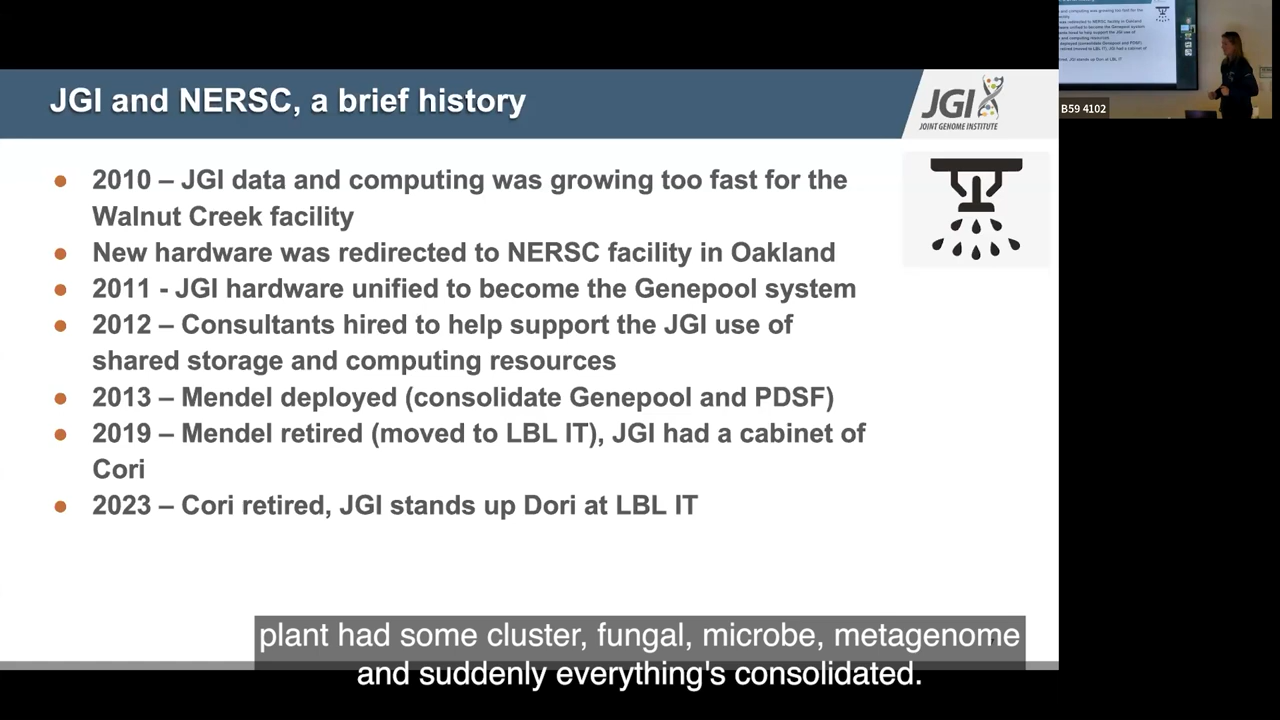 JGI and NERSC, a brief history
JGI
JOINT GENOME INSTITUTE
● 2010 – JGI data and computing was growing too fast for the
Walnut Creek facility
● New hardware was redirected to NERSC facility in Oakland
● 2011 - JGI hardware unified to become the Genepool system
● 2012 – Consultants hired to help support the JGI use of
shared storage and computing resources
● 2013 – Mendel deployed (consolidate Genepool and PDSF)
● 2019 – Mendel retired (moved to LBL IT), JGI had a cabinet of
Cori
● 2023 – Cori retired, JGI stands up Dori at LBL IT
plant had some cluster, fungal, microbe, metagenome
and suddenly everything's consolidated.
B59 4102